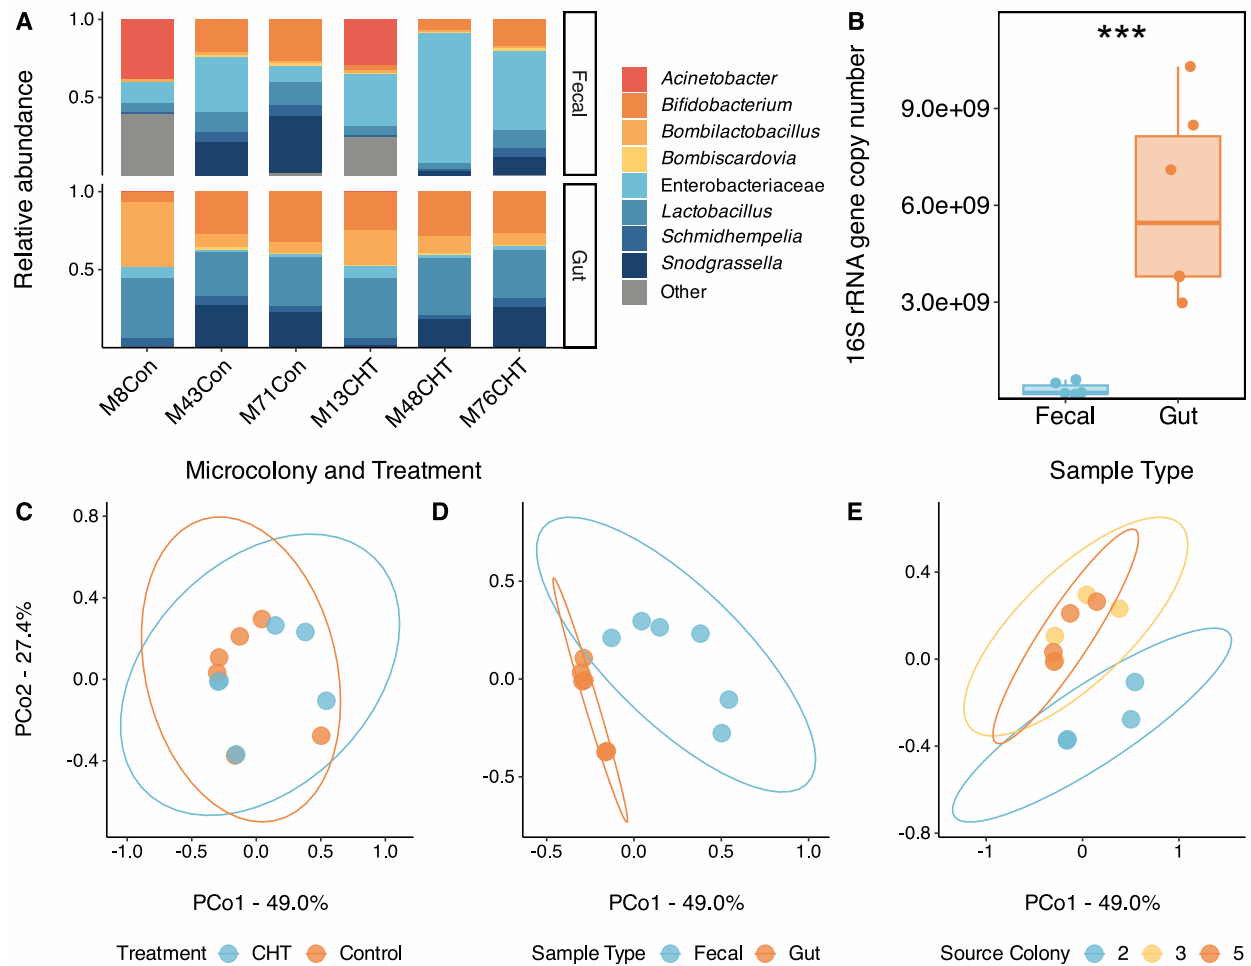 A
B
Relative abundance
1.0
0.5
Fecal
1.0
0.5
Gut
M8Con
M43Con
M71Con
M13CHT
M48CHT
M76CHT
Microcolony and Treatment
Acinetobacter
Bifidobacterium
Bombilactobacillus
Bombiscardovia
Enterobacteriaceae
Lactobacillus
Schmidhempelia
Snodgrassella
Other
16S rRNA gene copy number
***
9.0e+09
6.0e+09
3.0e+09
Fecal
Gut
Sample Type
C
PCo2 - 27.4%
0.8
0.4
0.0
-0.4
-1.0
-0.5
0.0
0.5
1.0
PCo1 - 49.0%
Treatment
CHT
Control
D
0.5
0.0
-0.5
-0.5
0.0
0.5
1.0
PCo1 - 49.0%
Sample Type
Fecal
Gut
E
0.4
0.0
-0.4
-0.8
-1
0
1
PCo1 - 49.0%
Source Colony
2
3
5